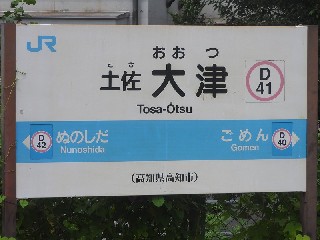 JR
おおつ
とさ
土佐大津
Tosa-Ōtsu
D
41
D
42
ぬのしだ
Nunoshida
ごめん
Gomen
D
40
(高知県高知市)